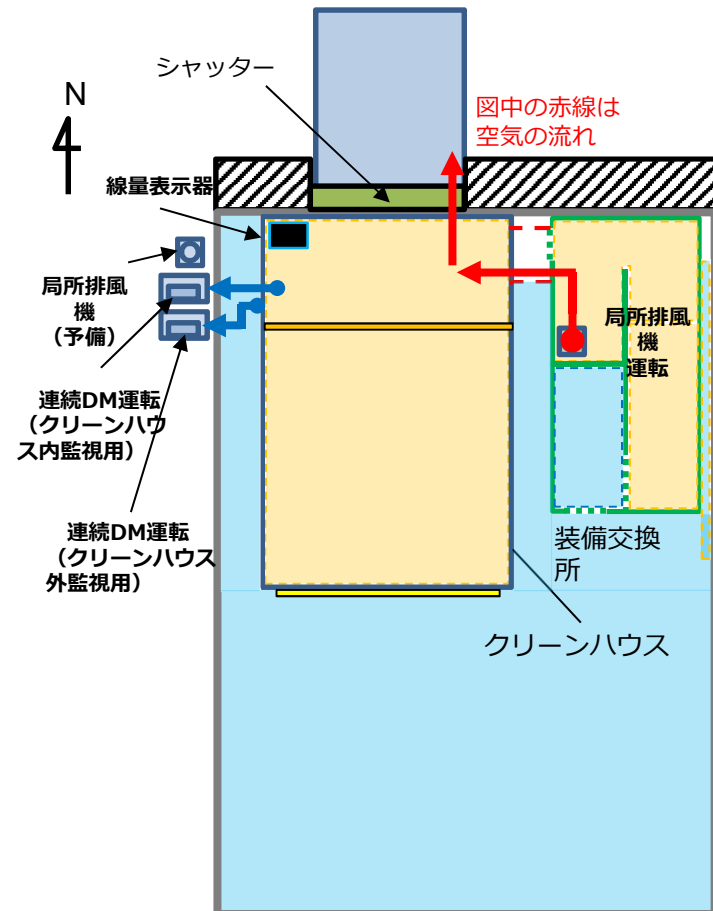 シャッター
N
図中の赤線は
空気の流れ
線量表示器
局所排風
機
（予備）
局所排風
機
運転
連続DM運転
（クリーンハウ
ス内監視用）
連続DM運転
（クリーンハウス
外監視用）
装備交換
所
クリーンハウス